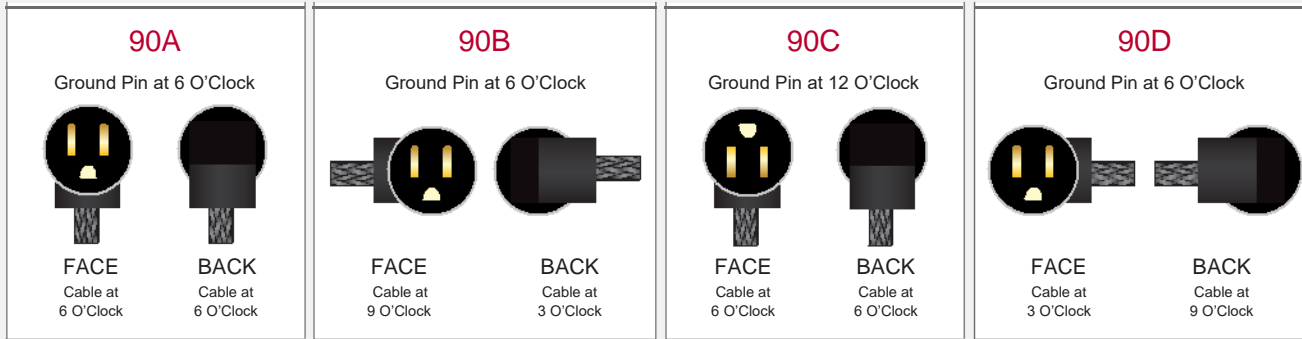 90A
Ground Pin at 6 O’Clock
FACE
Cable at
6 O’Clock
BACK
Cable at
6 O’Clock
90B
Ground Pin at 6 O’Clock
FACE
Cable at
9 O’Clock
BACK
Cable at
3 O’Clock
90C
Ground Pin at 12 O’Clock
FACE
Cable at
6 O’Clock
BACK
Cable at
6 O’Clock
90D
Ground Pin at 6 O’Clock
FACE
Cable at
3 O’Clock
BACK
Cable at
9 O’Clock